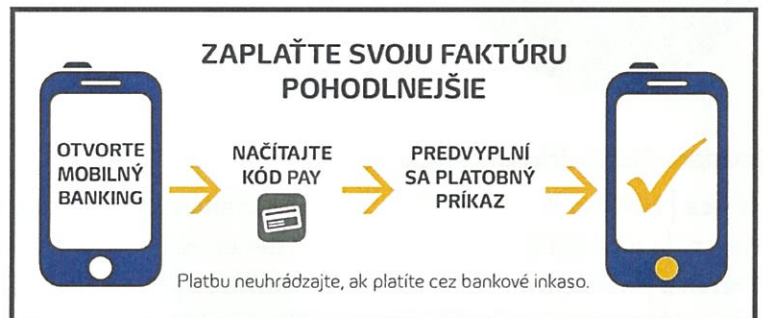 ZAPLAŤTE SVOJU FAKTÚRU
POHODLNEJŠIE
OTVORTE
MOBILNÝ
BANKING
NAČÍTAJTE
KÓD PAY
PREDVYPLNÍ
SA PLATOBNÝ
PRÍKAZ
Platbu neuhrádzajte, ak platíte cez bankové inkaso.